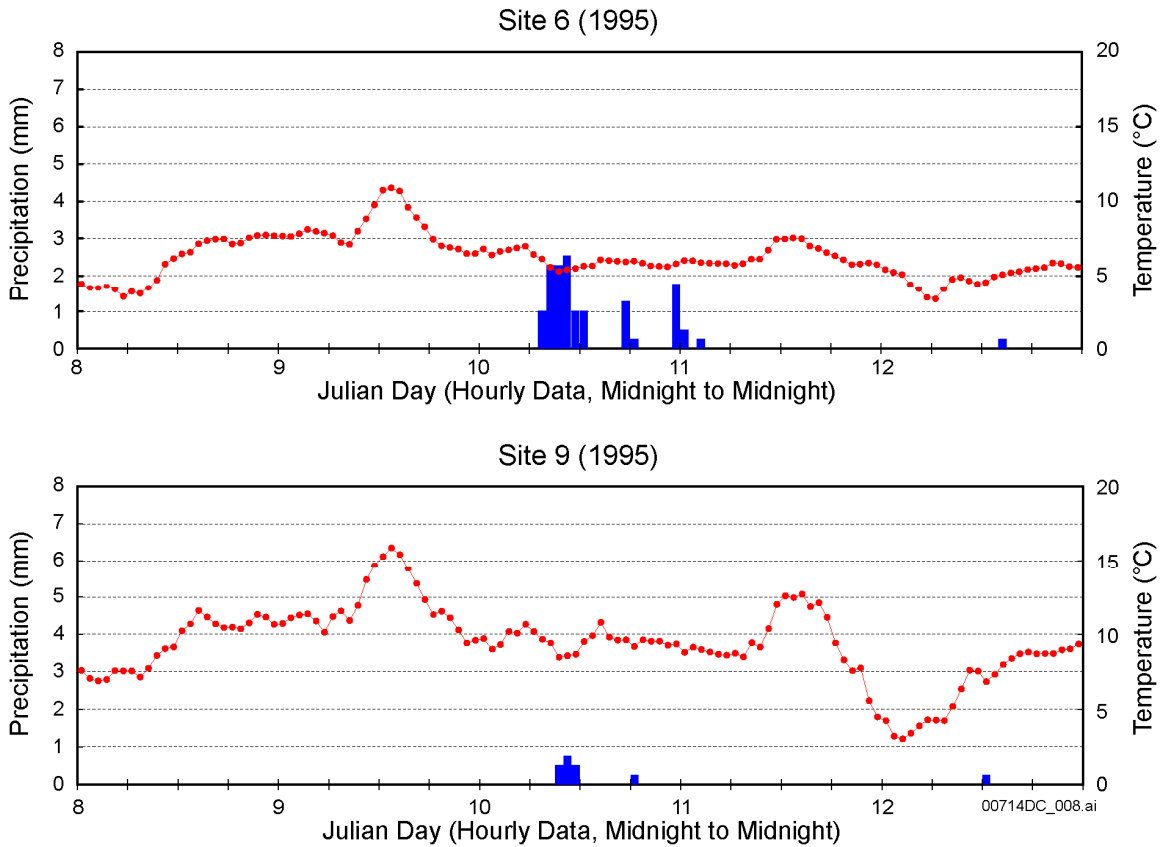 Site 6 (1995)
8 20
7
6 15
5
4 10
3
2 5
1
0 0
Precipitation (mm)
Temperature (°C)
8 9 10 11 12
Julian Day (Hourly Data, Midnight to Midnight)
Site 9 (1995)
8 20
7
6 15
5
4 10
3
2 5
1
0 0
Precipitation (mm)
Temperature (°C)
8 9 10 11 12
00714DC_008.ai
Julian Day (Hourly Data, Midnight to Midnight)